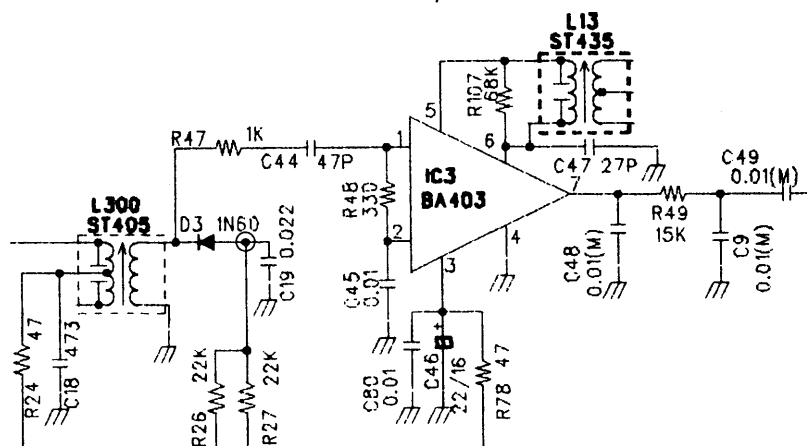 L13
ST435
R107
68K
5
6
R47
1K
C44
47P
1
IC3
BA403
C47
27P
7
C49
0.01(M)
R48
330
L300
ST405
D3
1N60
C19
0.022
2
4
R49
15K
C45
0.01
3
C48
0.01(M)
C9
0.01(M)
47
R24
473
C18
22K
R26
22K
R27
C80
0.01
+
C46
22/16
47
R78